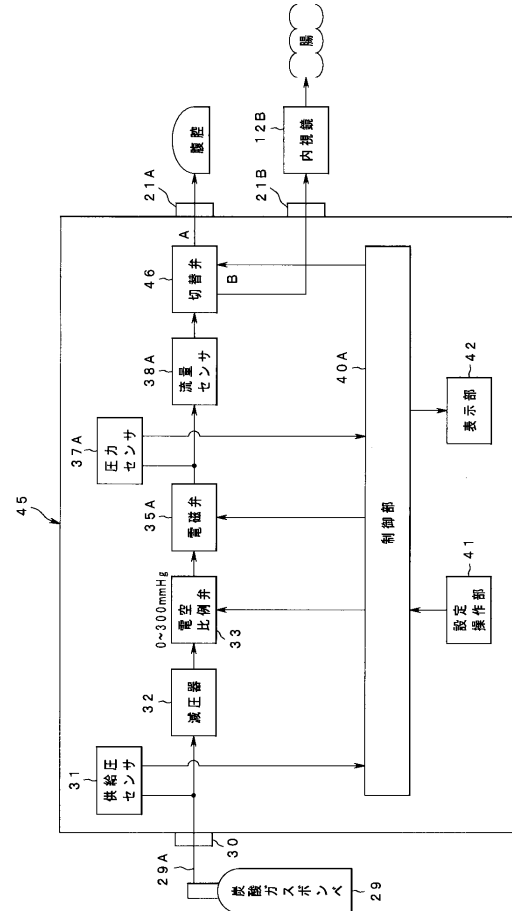 45
炭酸ガスボンベ
29
29A
30
供給圧
センサ
31
減圧器
32
0~300mmHg
電空
比例弁
33
電磁弁
35A
圧力
センサ
37A
流量
センサ
38A
切替弁
46
A
B
21A
腹腔
21B
内視鏡
12B
腸
制御部
40A
設定
操作部
41
表示部
42